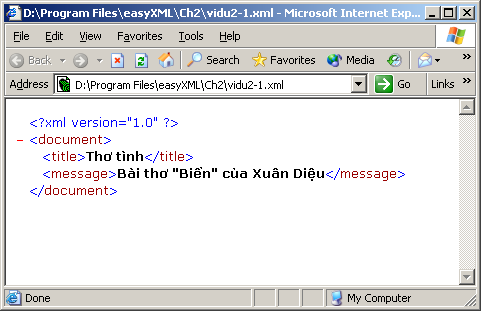 D:\Program Files\easyXML\Ch2\vidu2-1.xml - Microsoft Internet Exp...
File Edit View Favorites Tools Help
Back Search Favorites Media
Address D:\Program Files\easyXML\Ch2\vidu2-1.xml Go Links
<?xml version="1.0" ?>
- <document>
<title>Thơ tình</title>
<message>Bài thơ "Biển" của Xuân Diệu</message>
</document>
Done My Computer